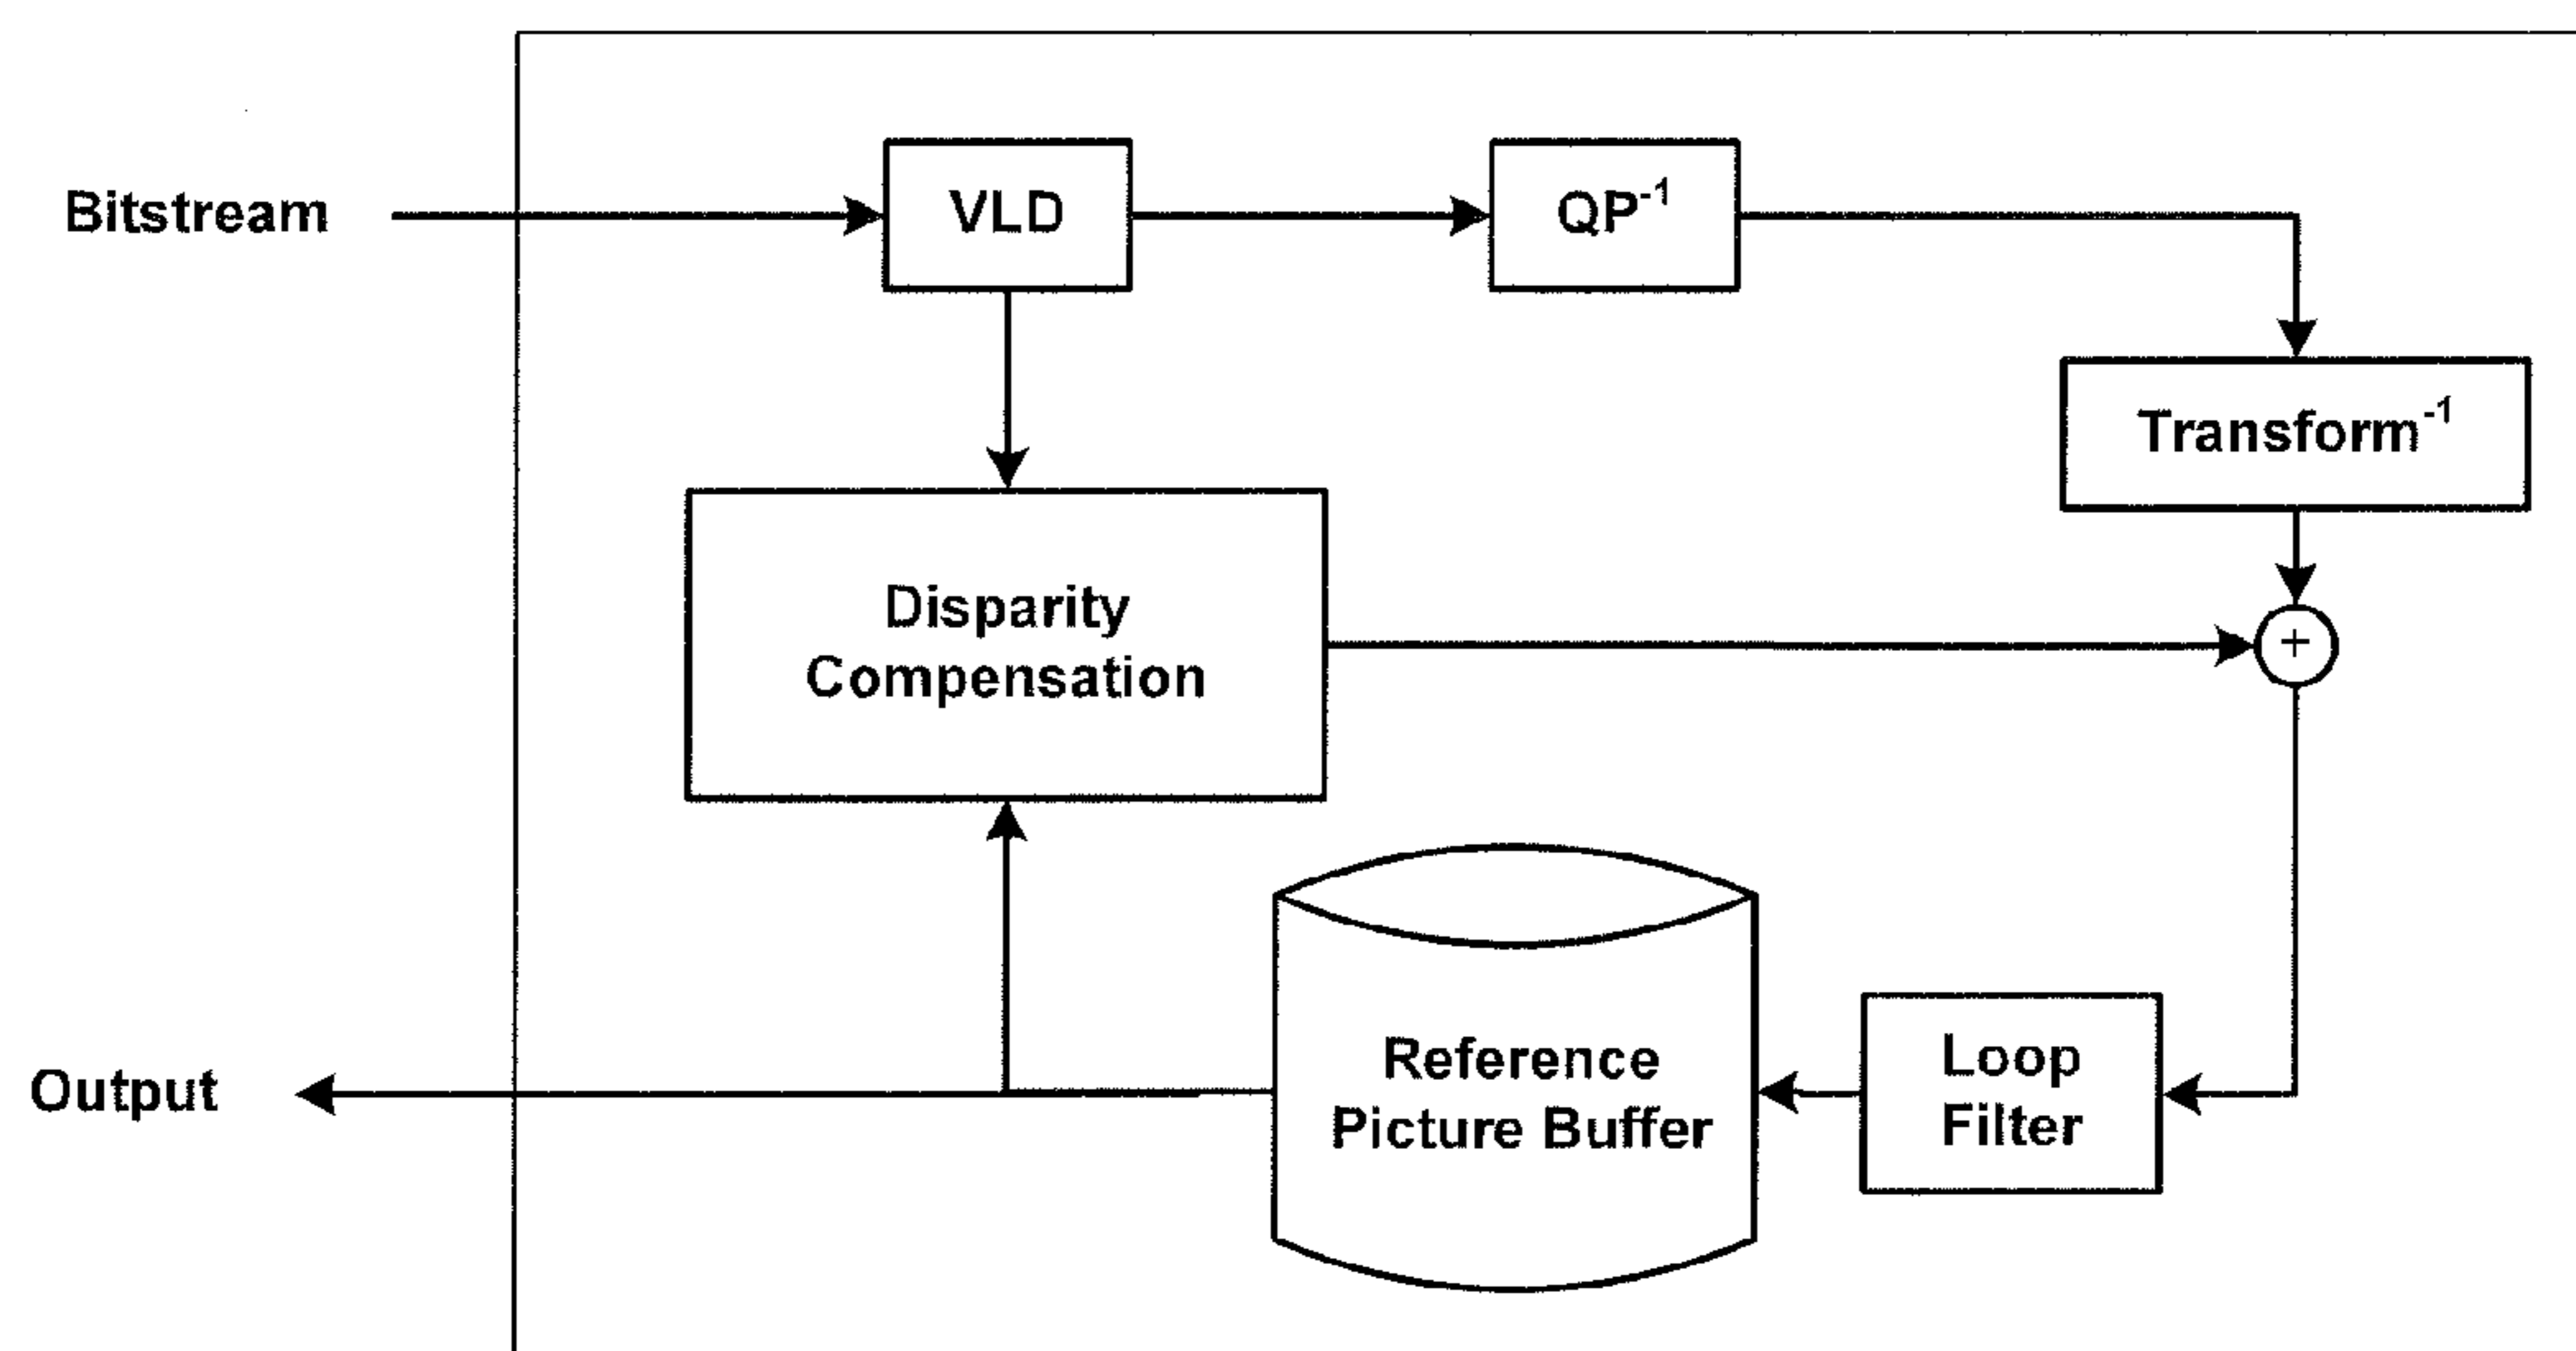 Bitstream
VLD
QP⁻¹
Transform⁻¹
Disparity
Compensation
+
Reference
Picture Buffer
Loop
Filter
Output